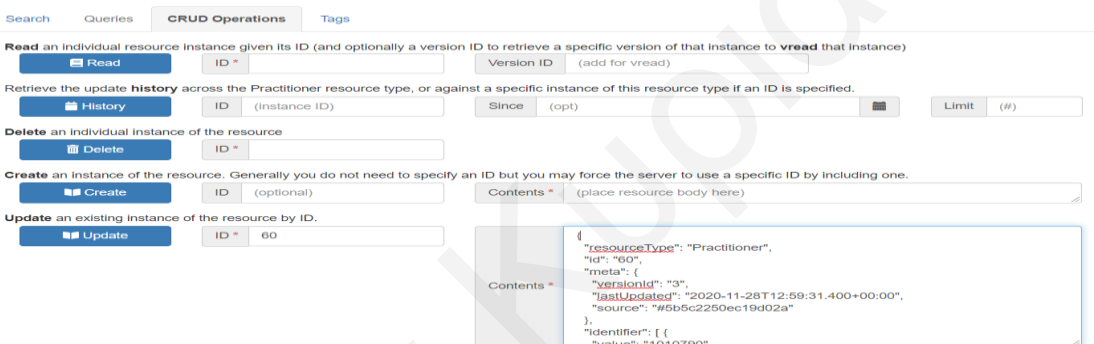 Search Queries CRUD Operations Tags
Read an individual resource instance given its ID (and optionally a version ID to retrieve a specific version of that instance to vread that instance)
Read ID * Version ID (add for vread)
Retrieve the update history across the Practitioner resource type, or against a specific instance of this resource type if an ID is specified.
History ID (instance ID) Since (opt) Limit (#)
Delete an individual instance of the resource
Delete ID *
Create an instance of the resource. Generally you do not need to specify an ID but you may force the server to use a specific ID by including one.
Create ID (optional) Contents * (place resource body here)
Update an existing instance of the resource by ID.
Update ID * 60
Contents *
{
"resourceType": "Practitioner",
"id": "60",
"meta": {
"versionId": "3",
"lastUpdated": "2020-11-28T12:59:31.400+00:00",
"source": "#5b5c2250ec19d02a"
},
"identifier": [ {
"value": "1010790"